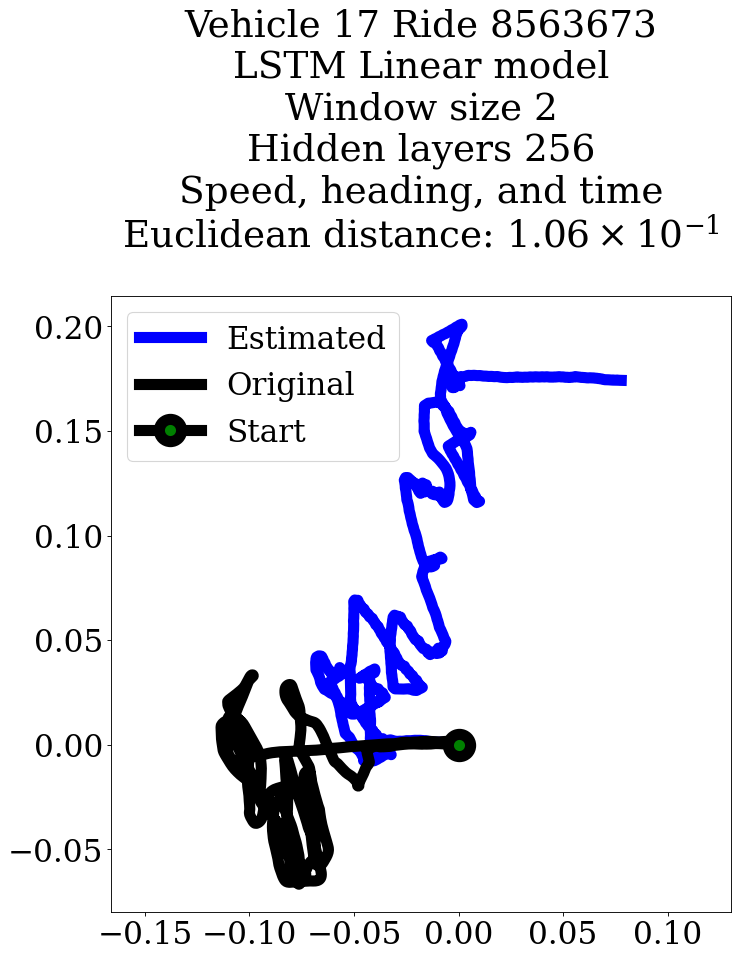 Vehicle 17 Ride 8563673
LSTM Linear model
Window size 2
Hidden layers 256
Speed, heading, and time
Euclidean distance: 1.06 × 10⁻¹
Estimated
Original
Start
0.20
0.15
0.10
0.05
0.00
−0.05
−0.15 −0.10 −0.05 0.00 0.05 0.10